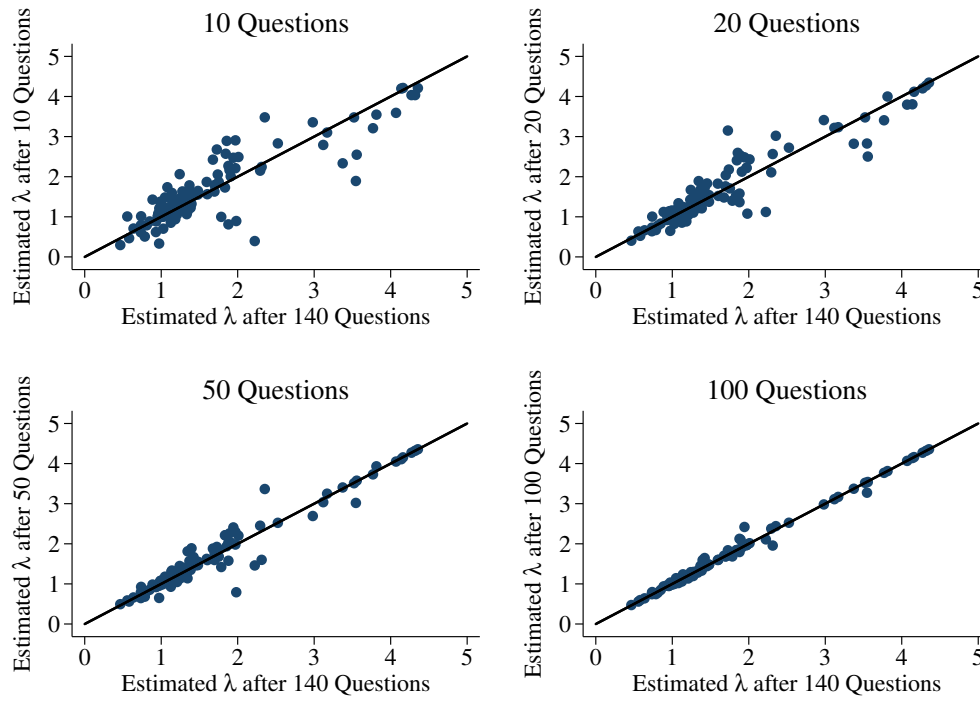 10 Questions
Estimated λ after 10 Questions
5
4
3
2
1
0
0 1 2 3 4 5
Estimated λ after 140 Questions
20 Questions
Estimated λ after 20 Questions
5
4
3
2
1
0
0 1 2 3 4 5
Estimated λ after 140 Questions
50 Questions
Estimated λ after 50 Questions
5
4
3
2
1
0
0 1 2 3 4 5
Estimated λ after 140 Questions
100 Questions
Estimated λ after 100 Questions
5
4
3
2
1
0
0 1 2 3 4 5
Estimated λ after 140 Questions